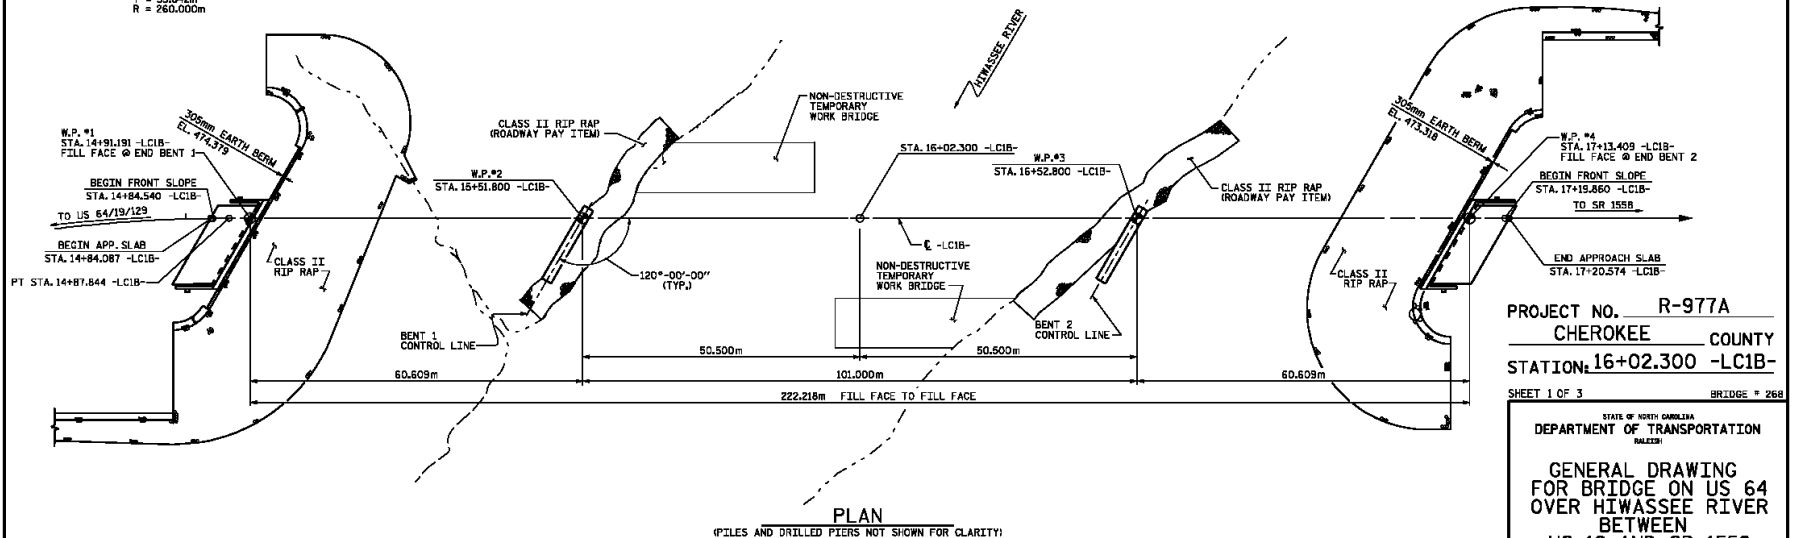 R = 260.000m
HIWASSEE RIVER
NON-DESTRUCTIVE
TEMPORARY
WORK BRIDGE
CLASS II RIP RAP
(ROADWAY PAY ITEM)
305mm EARTH BERM
EL. 474.379
W.P. #1
STA. 14+91.191 -LC1B-
FILL FACE @ END BENT 1
BEGIN FRONT SLOPE
STA. 14+84.540 -LC1B-
TO US 64/19/129
BEGIN APP. SLAB
STA. 14+84.087 -LC1B-
PT STA. 14+87.844 -LC1B-
CLASS II
RIP RAP
W.P.#2
STA. 15+51.800 -LC1B-
120°-00'-00"
(TYP.)
BENT 1
CONTROL LINE
STA. 16+02.300 -LC1B-
W.P.#3
STA. 16+52.800 -LC1B-
℄ -LC1B-
NON-DESTRUCTIVE
TEMPORARY
WORK BRIDGE
BENT 2
CONTROL LINE
CLASS II RIP RAP
(ROADWAY PAY ITEM)
305mm EARTH BERM
EL. 473.318
W.P. #4
STA. 17+13.409 -LC1B-
FILL FACE @ END BENT 2
BEGIN FRONT SLOPE
STA. 17+19.860 -LC1B-
TO SR 1558
END APPROACH SLAB
STA. 17+20.574 -LC1B-
CLASS II
RIP RAP
50.500m
50.500m
60.609m
101.000m
60.609m
222.218m FILL FACE TO FILL FACE
PLAN
(PILES AND DRILLED PIERS NOT SHOWN FOR CLARITY)
PROJECT NO. R-977A
CHEROKEE COUNTY
STATION: 16+02.300 -LC1B-
SHEET 1 OF 3 BRIDGE # 268
STATE OF NORTH CAROLINA
DEPARTMENT OF TRANSPORTATION
RALEIGH
GENERAL DRAWING
FOR BRIDGE ON US 64
OVER HIWASSEE RIVER
BETWEEN